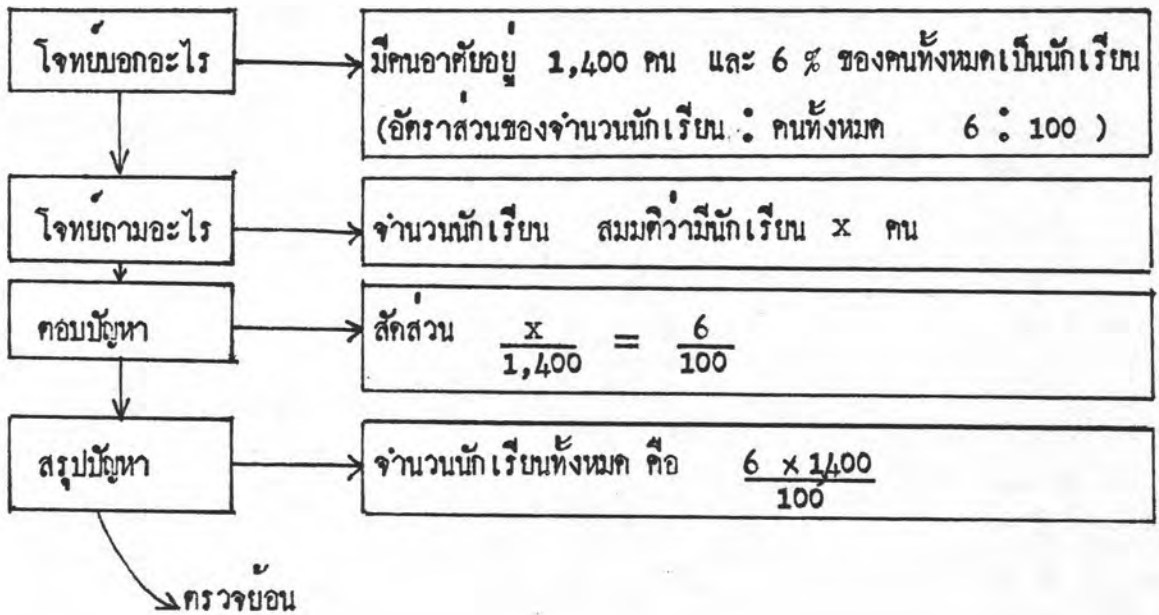 โจทย์บอกอะไร
มีคนอาศัยอยู่ 1,400 คน และ 6 % ของคนทั้งหมดเป็นนักเรียน
(อัตราส่วนของจำนวนนักเรียน : คนทั้งหมด 6 : 100 )
โจทย์ถามอะไร
จำนวนนักเรียน สมมติว่ามีนักเรียน x คน
ตอบปัญหา
สัดส่วน x/1,400 = 6/100
สรุปปัญหา
จำนวนนักเรียนทั้งหมด คือ 6 x 1400/100
ตรวจย้อน